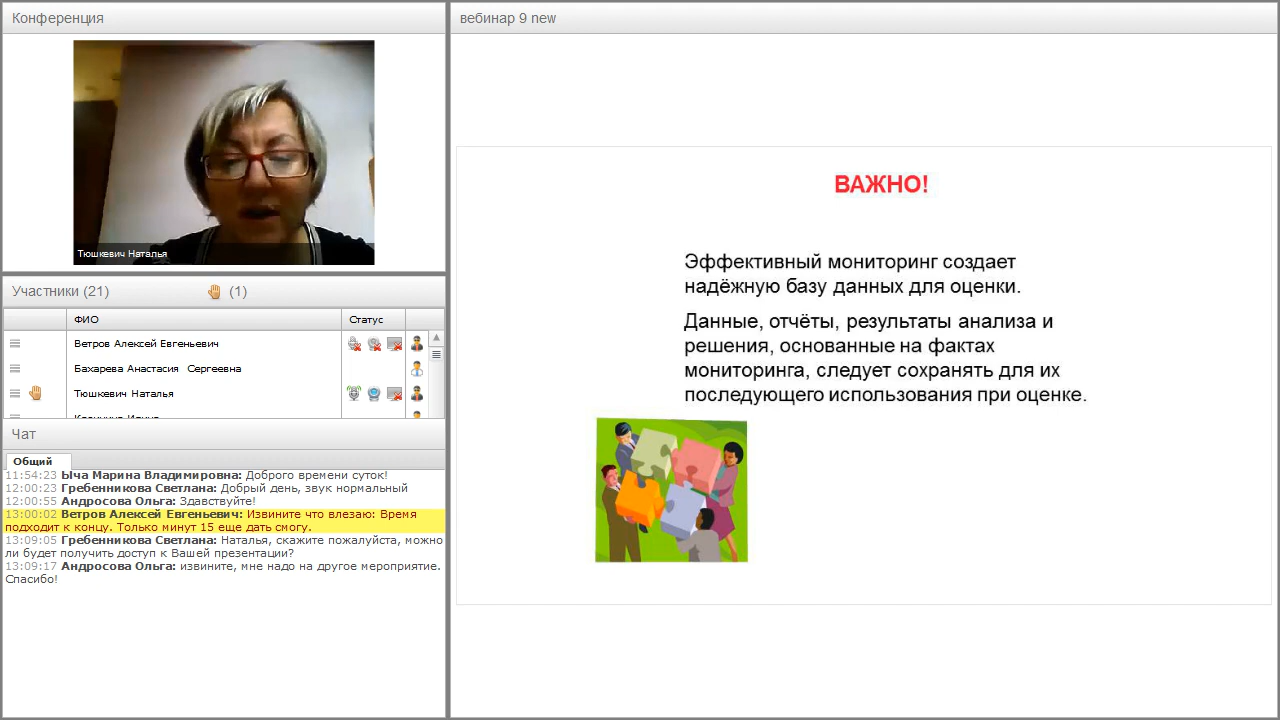 Конференция
Тюшкевич Наталья
Участники (21)
(1)
ФИО
Статус
Ветров Алексей Евгеньевич
Бахарева Анастасия Сергеевна
Тюшкевич Наталья
Чат
Общий
11:54:23 Ыча Марина Владимировна: Доброго времени суток!
12:00:23 Гребенникова Светлана: Добрый день, звук нормальный
12:00:55 Андросова Ольга: Здавствуйте!
13:00:02 Ветров Алексей Евгеньевич: Извините что влезаю: Время
подходит к концу. Только минут 15 еще дать смогу.
13:09:05 Гребенникова Светлана: Наталья, скажите пожалуйста, можно
ли будет получить доступ к Вашей презентации?
13:09:17 Андросова Ольга: извините, мне надо на другое мероприятие.
Спасибо!
вебинар 9 new
ВАЖНО!
Эффективный мониторинг создает
надёжную базу данных для оценки.
Данные, отчёты, результаты анализа и
решения, основанные на фактах
мониторинга, следует сохранять для их
последующего использования при оценке.